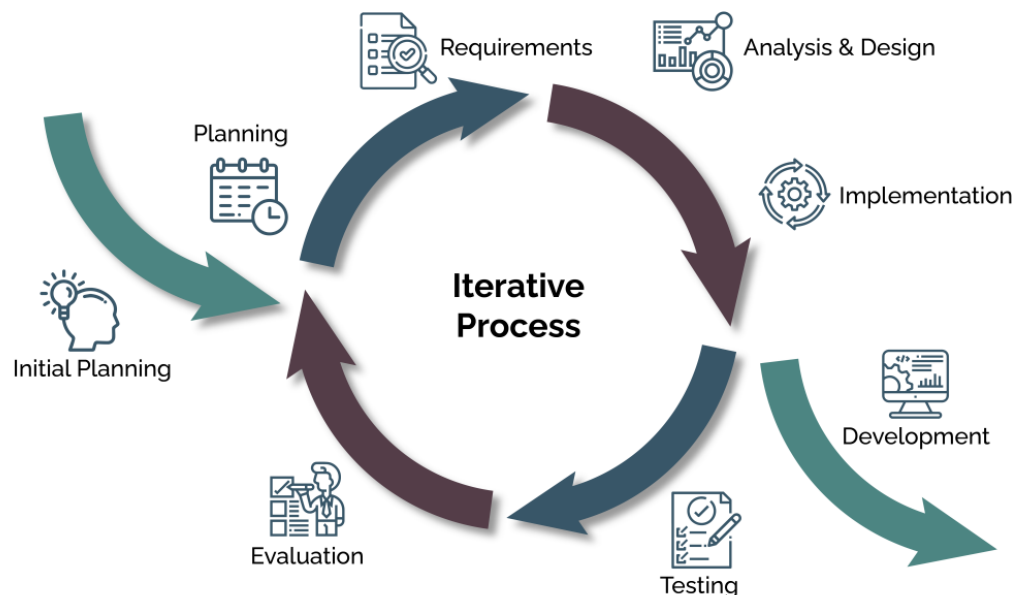 Requirements
Analysis & Design
Planning
Implementation
Iterative
Process
Initial Planning
Development
Evaluation
Testing